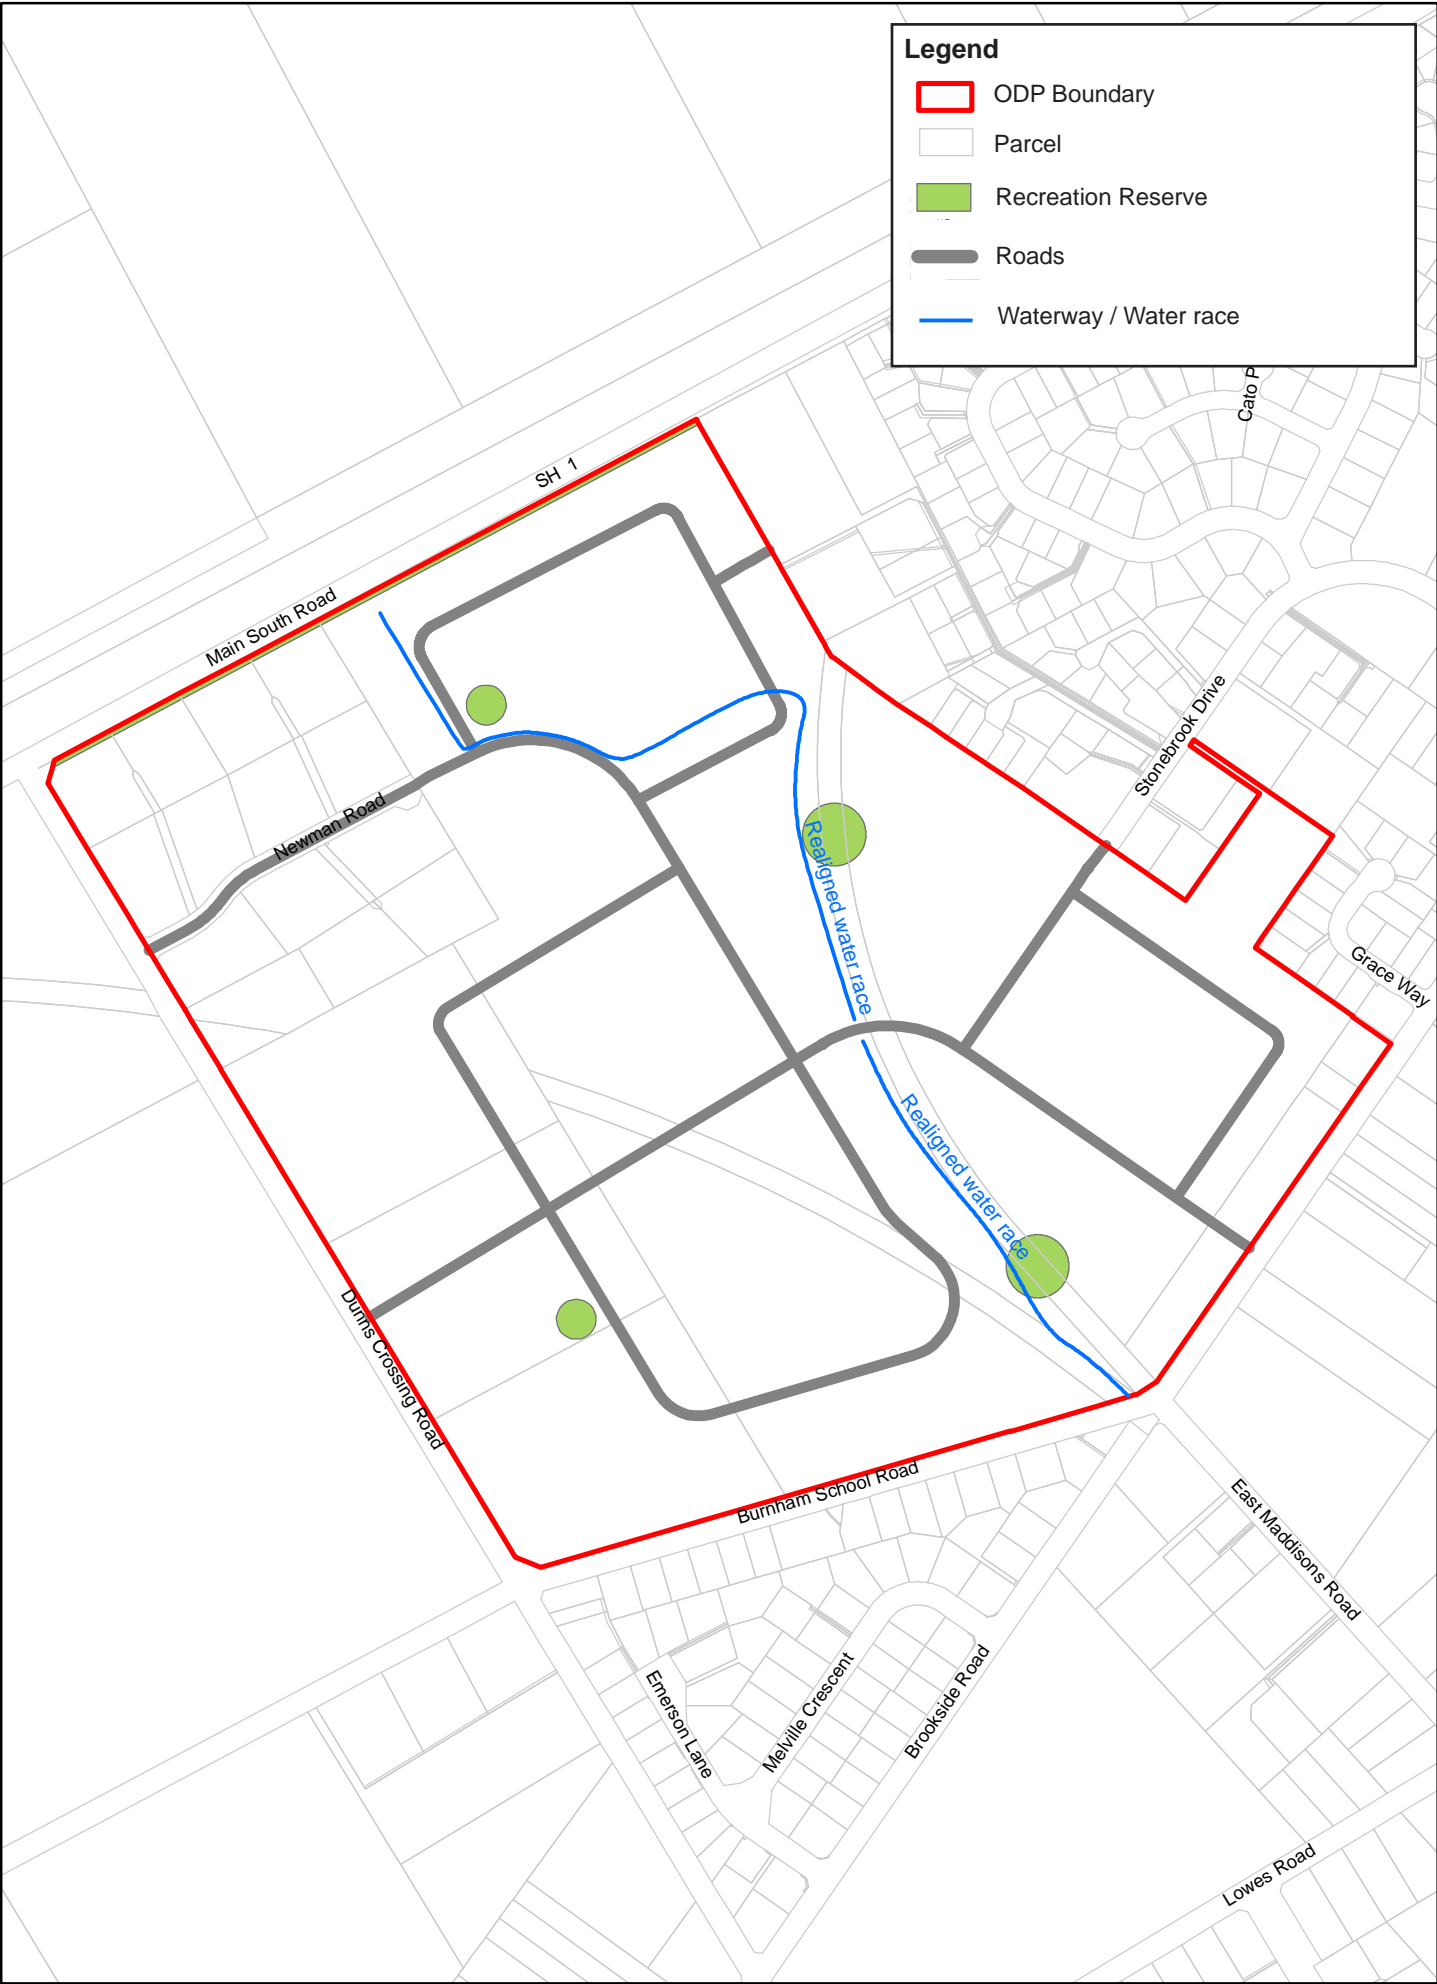 Legend
ODP Boundary
Parcel
Recreation Reserve
Roads
Waterway / Water race
Cato P
SH 1
Main South Road
Stonebrook Drive
Newman Road
Realigned water race
Grace Way
Realigned water race
Dunns Crossing Road
Burnham School Road
East Maddisons Road
Emerson Lane
Melville Crescent
Brookside Road
Lowes Road